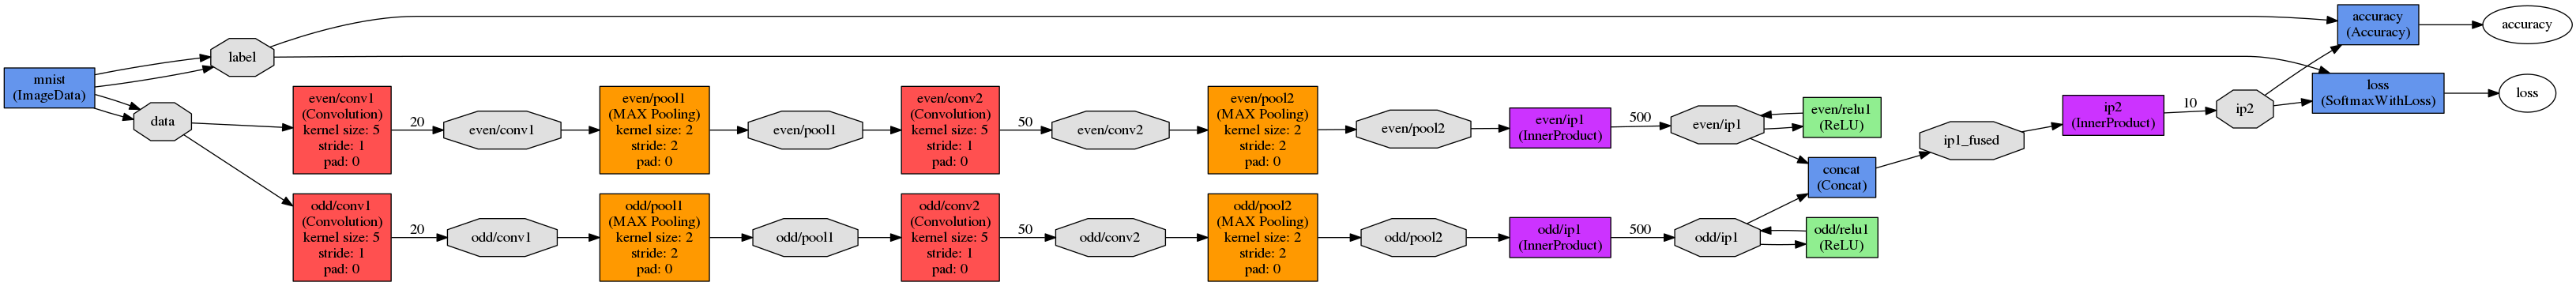 accuracy
(Accuracy)
accuracy
label
mnist
(ImageData)
loss
(SoftmaxWithLoss)
loss
data
even/conv1
(Convolution)
kernel size: 5
stride: 1
pad: 0
20
even/conv1
even/pool1
(MAX Pooling)
kernel size: 2
stride: 2
pad: 0
even/pool1
even/conv2
(Convolution)
kernel size: 5
stride: 1
pad: 0
50
even/conv2
even/pool2
(MAX Pooling)
kernel size: 2
stride: 2
pad: 0
even/pool2
even/ip1
(InnerProduct)
500
even/ip1
even/relu1
(ReLU)
concat
(Concat)
ip1_fused
ip2
(InnerProduct)
10
ip2
odd/conv1
(Convolution)
kernel size: 5
stride: 1
pad: 0
20
odd/conv1
odd/pool1
(MAX Pooling)
kernel size: 2
stride: 2
pad: 0
odd/pool1
odd/conv2
(Convolution)
kernel size: 5
stride: 1
pad: 0
50
odd/conv2
odd/pool2
(MAX Pooling)
kernel size: 2
stride: 2
pad: 0
odd/pool2
odd/ip1
(InnerProduct)
500
odd/ip1
odd/relu1
(ReLU)